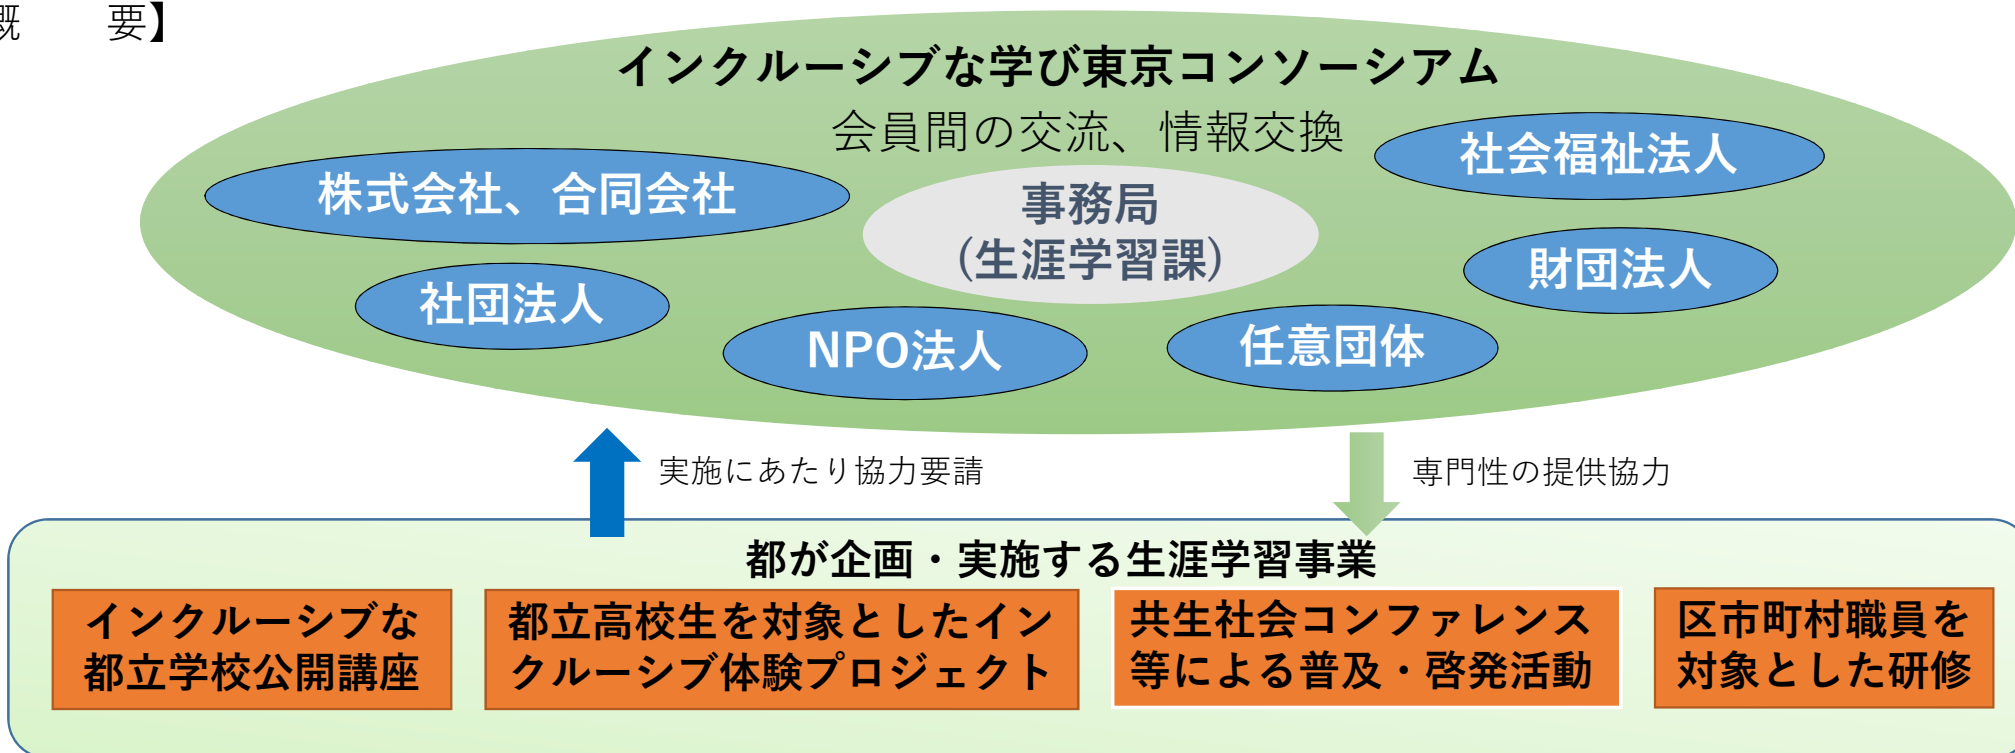 概　　要】
インクルーシブな学び東京コンソーシアム
会員間の交流、情報交換
社会福祉法人
株式会社、合同会社
事務局
(生涯学習課)
財団法人
社団法人
NPO法人
任意団体
実施にあたり協力要請
専門性の提供協力
都が企画・実施する生涯学習事業
インクルーシブな
都立学校公開講座
都立高校生を対象としたイン
クルーシブ体験プロジェクト
共生社会コンファレンス
等による普及・啓発活動
区市町村職員を
対象とした研修